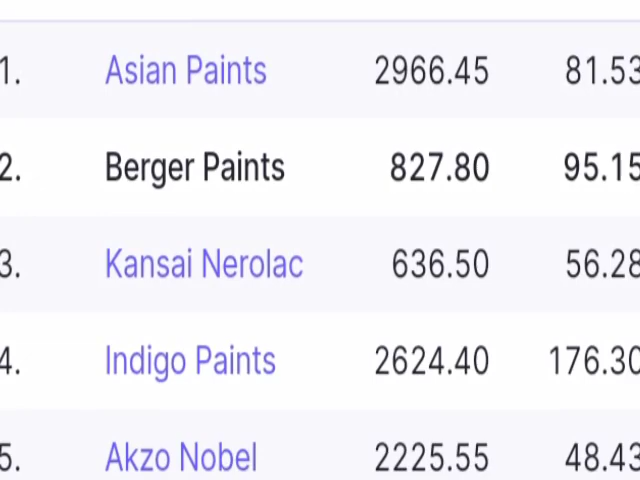 1. Asian Paints 2966.45 81.53
2. Berger Paints 827.80 95.15
3. Kansai Nerolac 636.50 56.28
4. Indigo Paints 2624.40 176.30
5. Akzo Nobel 2225.55 48.43